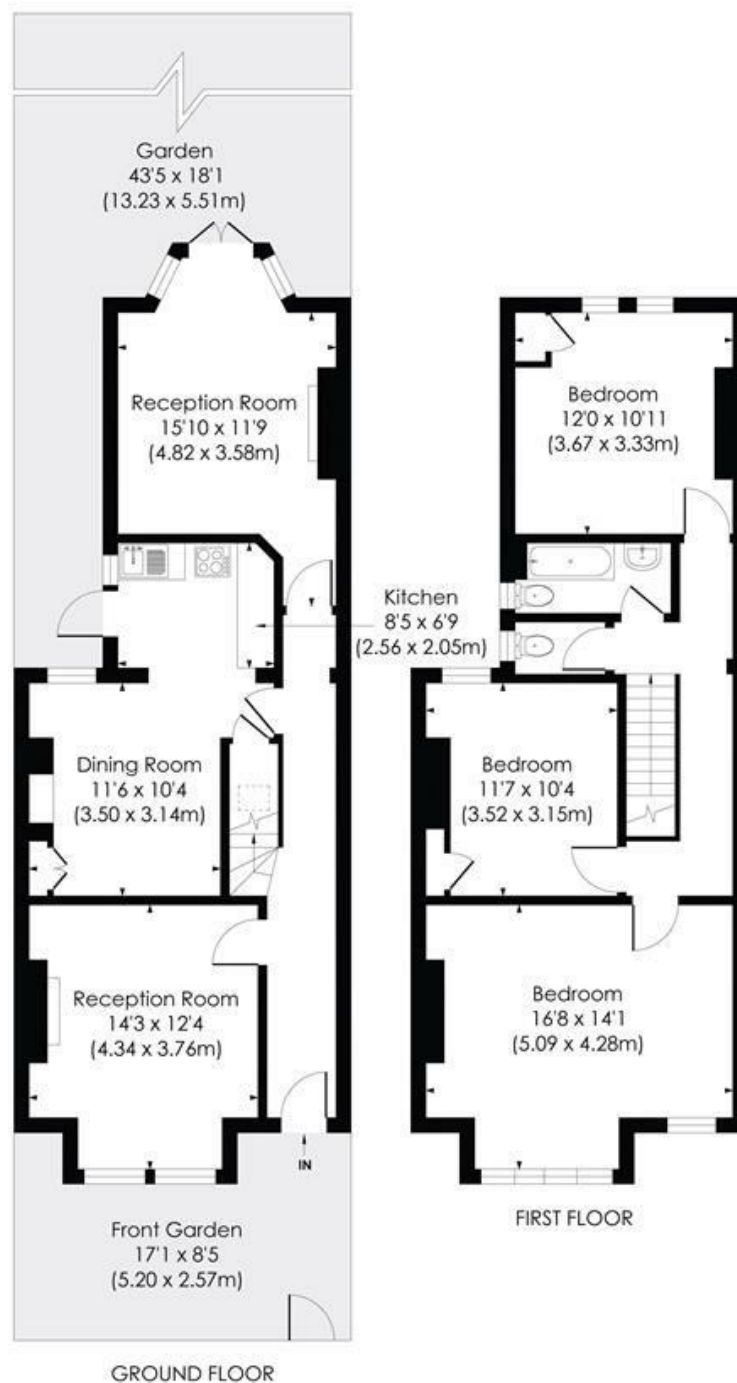 Garden
43'5 x 18'1
(13.23 x 5.51m)
Reception Room
15'10 x 11'9
(4.82 x 3.58m)
Kitchen
8'5 x 6'9
(2.56 x 2.05m)
Dining Room
11'6 x 10'4
(3.50 x 3.14m)
Reception Room
14'3 x 12'4
(4.34 x 3.76m)
IN
Front Garden
17'1 x 8'5
(5.20 x 2.57m)
GROUND FLOOR
Bedroom
12'0 x 10'11
(3.67 x 3.33m)
Bedroom
11'7 x 10'4
(3.52 x 3.15m)
Bedroom
16'8 x 14'1
(5.09 x 4.28m)
FIRST FLOOR